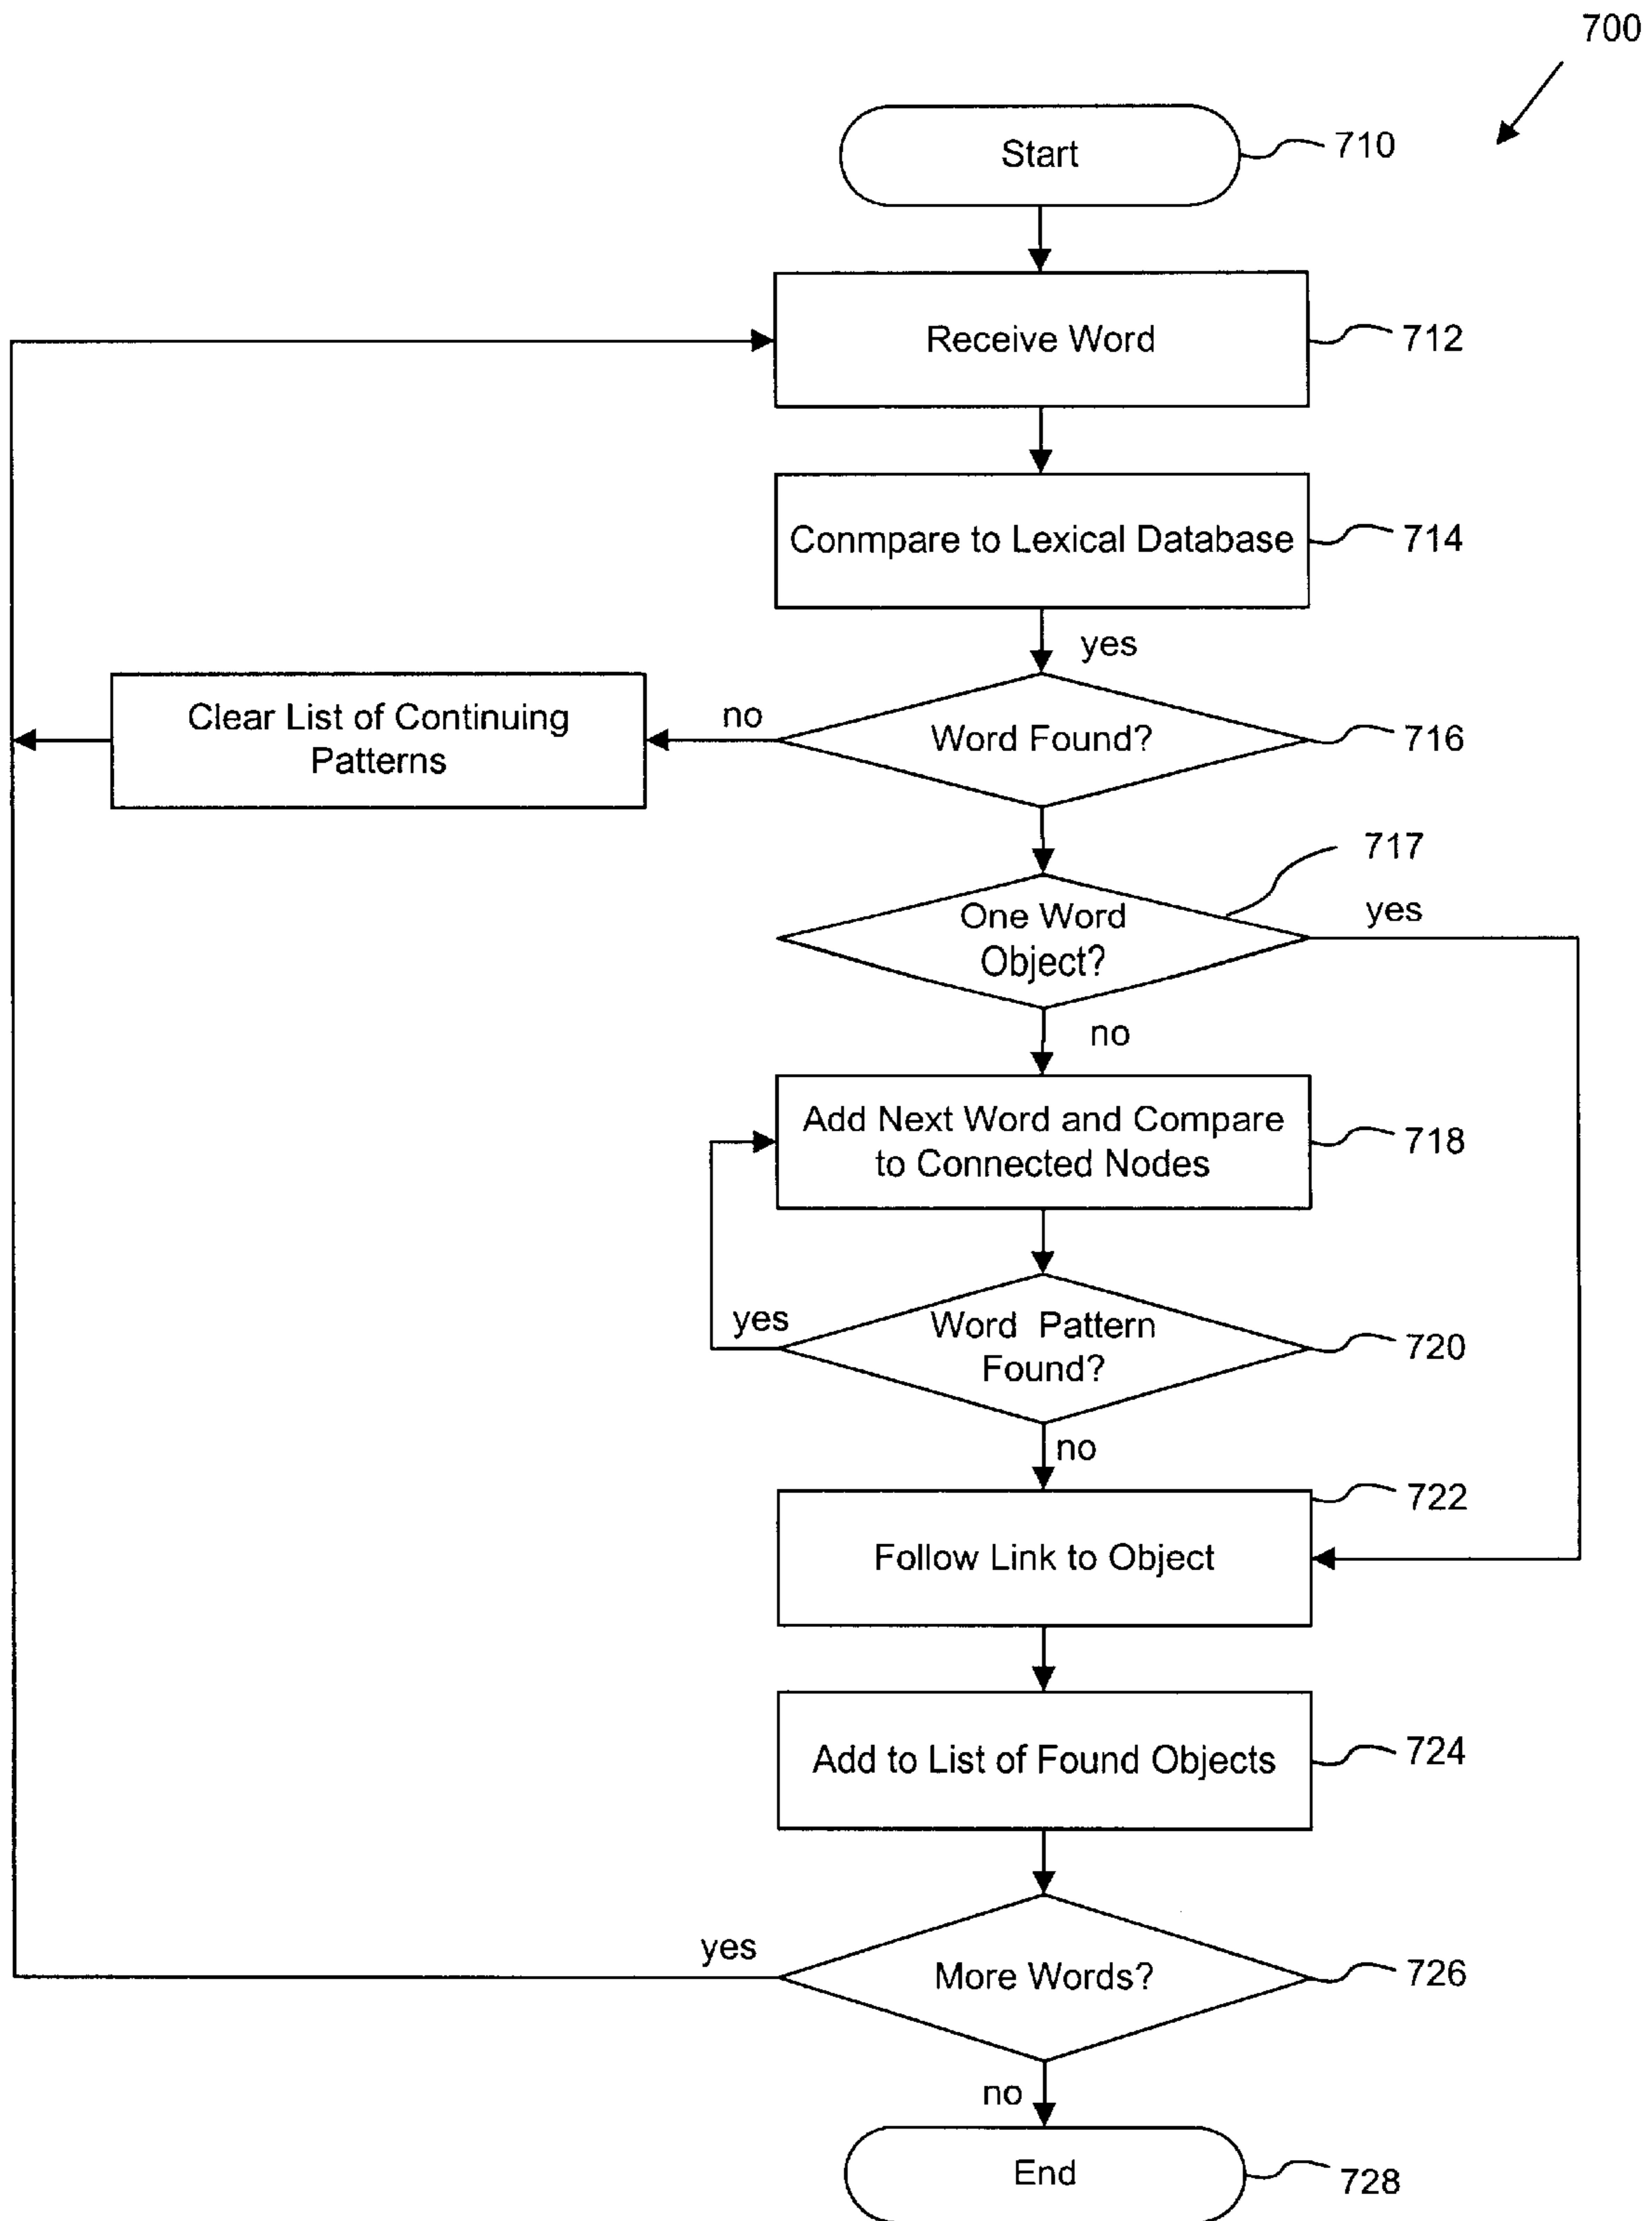 700
Start
710
Receive Word
712
Conmpare to Lexical Database
714
yes
Clear List of Continuing
Patterns
no
Word Found?
716
717
One Word
Object?
yes
no
Add Next Word and Compare
to Connected Nodes
718
yes
Word Pattern
Found?
720
no
722
Follow Link to Object
Add to List of Found Objects
724
yes
More Words?
726
no
End
728